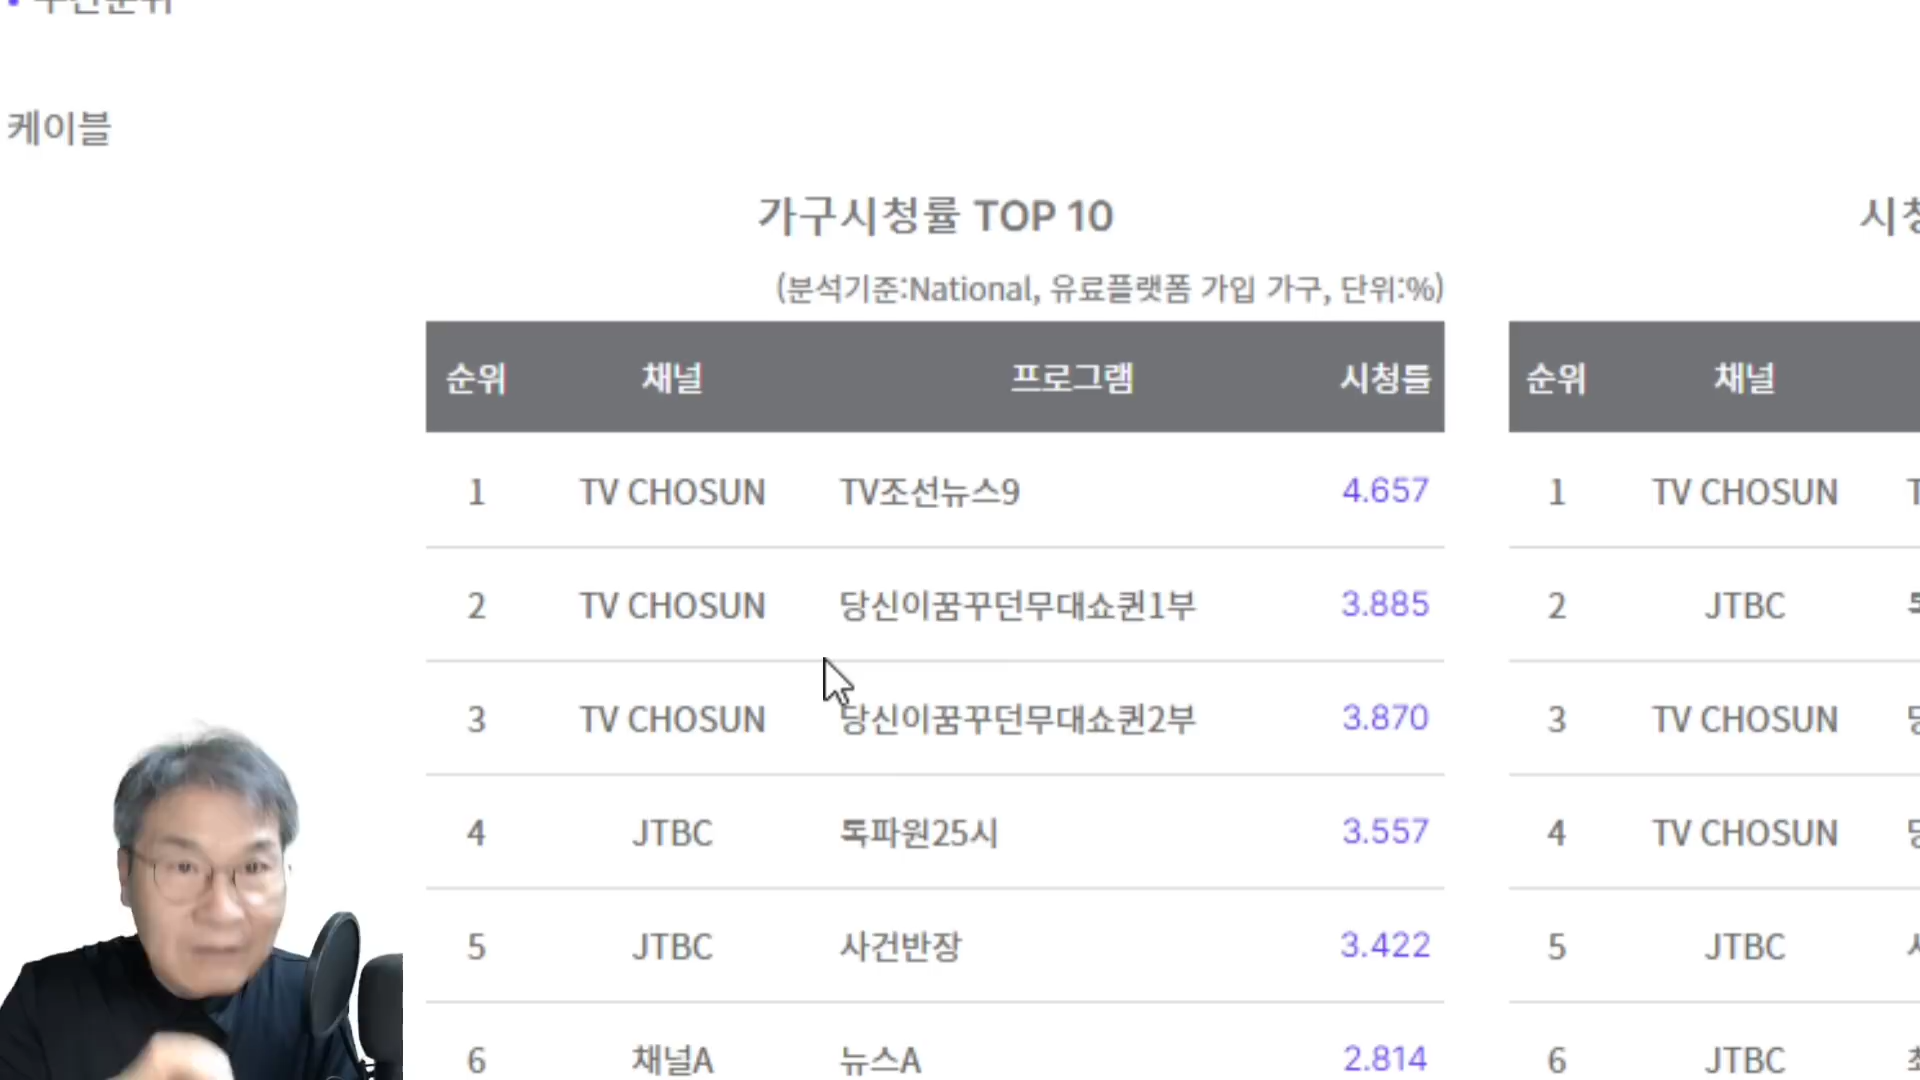 케이블
가구시청률 TOP 10
(분석기준:National, 유료플랫폼 가입 가구, 단위:%)
순위 채널 프로그램 시청률
1 TV CHOSUN TV조선뉴스9 4.657
2 TV CHOSUN 당신이꿈꾸던무대쇼퀸1부 3.885
3 TV CHOSUN 당신이꿈꾸던무대쇼퀸2부 3.870
4 JTBC 톡파원25시 3.557
5 JTBC 사건반장 3.422
6 채널A 뉴스A 2.814
순위 채널
1 TV CHOSUN
2 JTBC
3 TV CHOSUN
4 TV CHOSUN
5 JTBC
6 JTBC